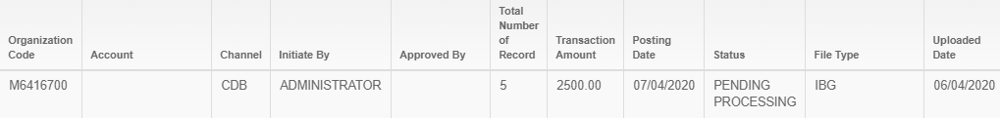 Organization Code
Account
Channel
Initiate By
Approved By
Total Number of Record
Transaction Amount
Posting Date
Status
File Type
Uploaded Date
M6416700
CDB
ADMINISTRATOR
5
2500.00
07/04/2020
PENDING PROCESSING
IBG
06/04/2020